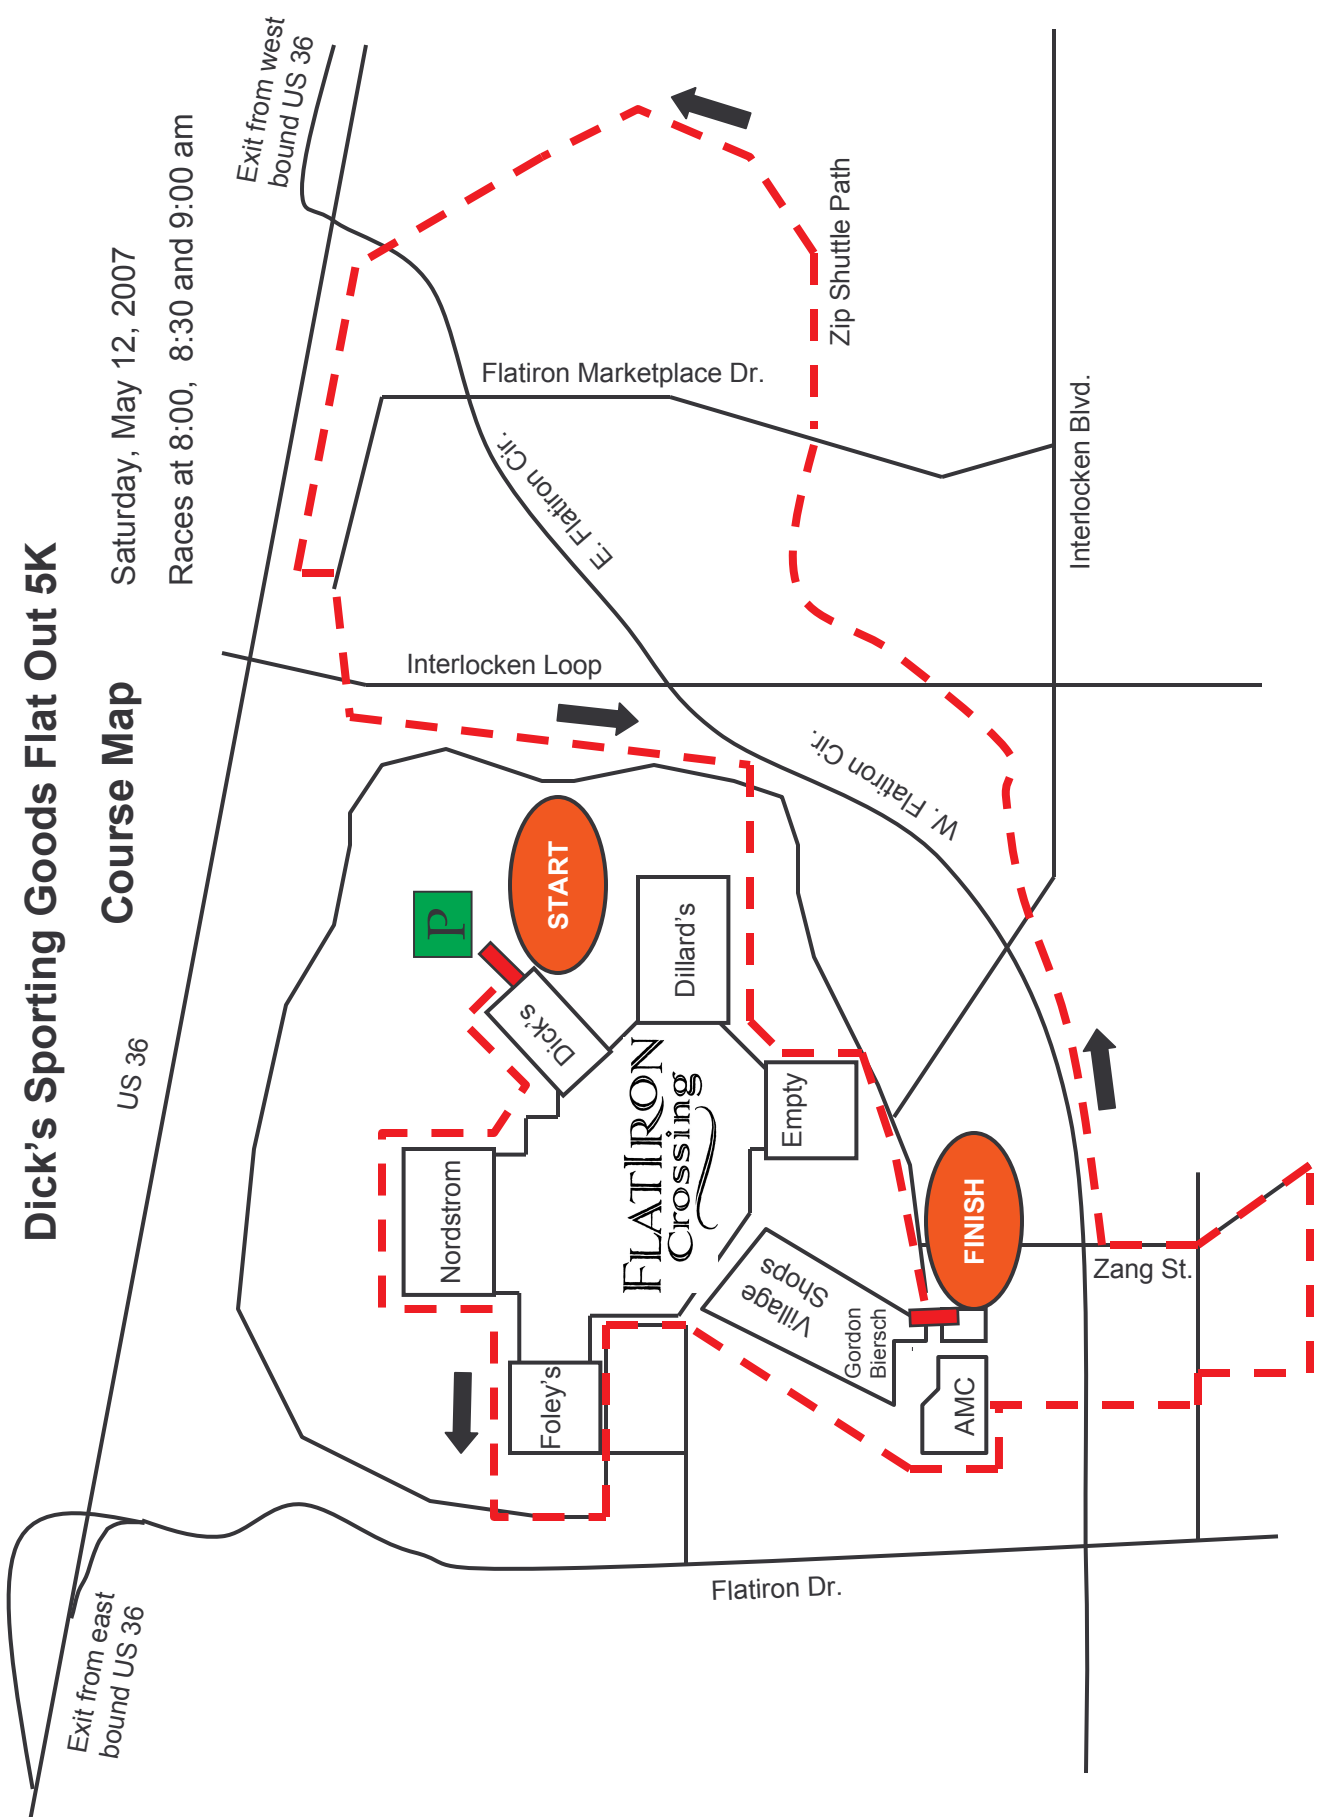 Dick's Sporting Goods Flat Out 5K
Course Map
Saturday, May 12, 2007
Races at 8:00, 8:30 and 9:00 am
Exit from east
bound US 36
US 36
Exit from west
bound US 36
P
START
Dick's
Nordstrom
Foley's
Dillard's
FLATIRON
Crossing
Empty
Village
Shops
Gordon
Biersch
AMC
FINISH
Interlocken Loop
Flatiron Marketplace Dr.
E. Flatiron Cir.
W. Flatiron Cir.
Zip Shuttle Path
Interlocken Blvd.
Zang St.
Flatiron Dr.